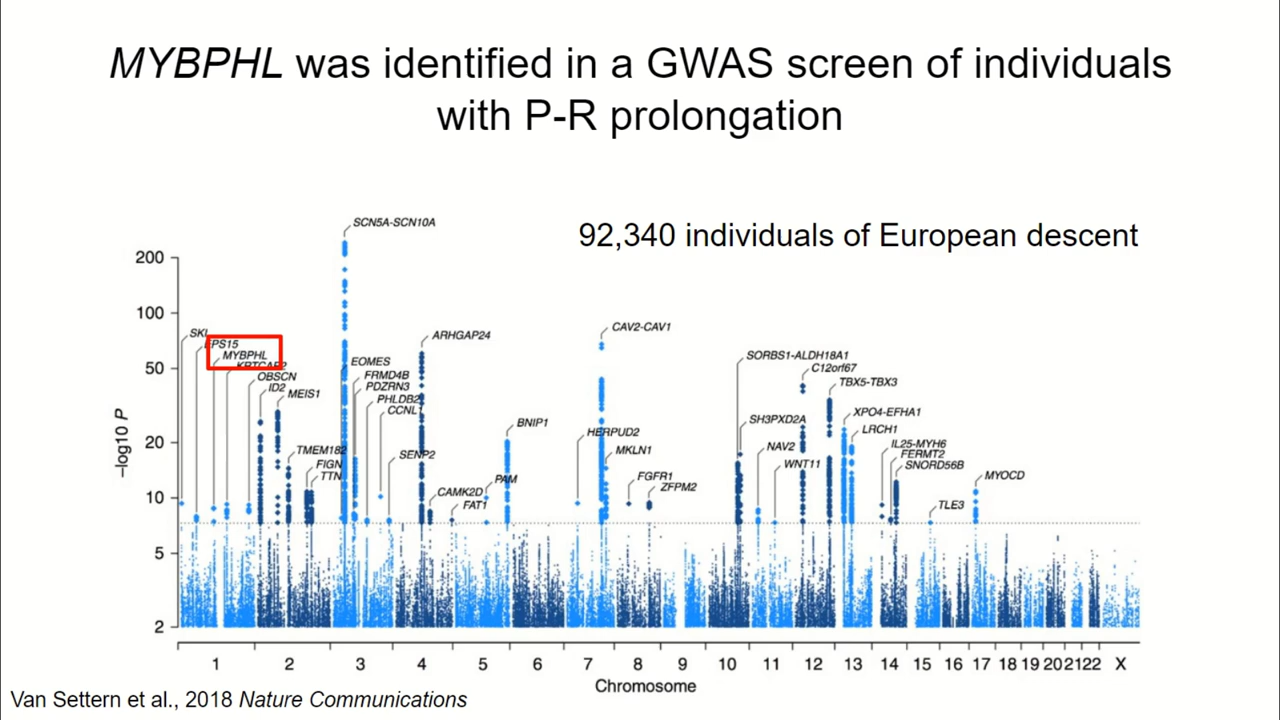 MYBPHL was identified in a GWAS screen of individuals
with P-R prolongation
92,340 individuals of European descent
SCN5A-SCN10A
SKI
EPS15
MYBPHL
KRTCAP2
OBSCN
ID2
MEIS1
TMEM182
FIGN
TTN
EOMES
FRMD4B
PDZRN3
PHLDB2
SENP2
ARHGAP24
CAMK2D
FAT1
PAM
BNIP1
HERPUD2
CAV2-CAV1
MKLN1
FGFR1
ZFPM2
SORBS1-ALDH18A1
SH3PXD2A
NAV2
WNT11
C12orf67
TBX5-TBX3
XPO4-EFHA1
LRCH1
IL25-MYH6
FERMT2
SNORD56B
TLE3
MYOCD
200
100
50
20
10
5
2
–log10 P
1 2 3 4 5 6 7 8 9 10 11 12 13 14 15 16 17 18 19 20 21 22 X
Chromosome
Van Settern et al., 2018 Nature Communications